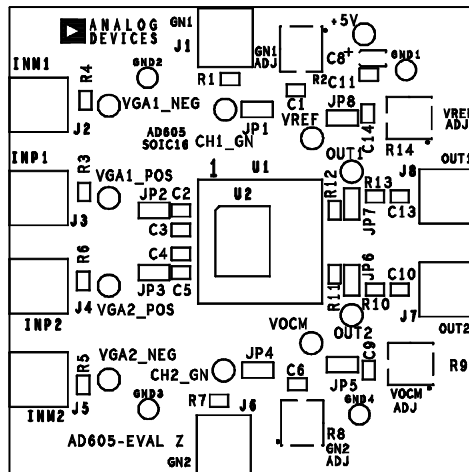 ANALOG
DEVICES
GN1
J1
GN1
ADJ
+5V
C8
+
GND1
GND2
R1
R2
C11
INM1
R4
VGA1_NEG
J2
AD605
SOIC16
JP1
CH1_GN
C1
VREF
JP8
C14
R14
VREF
ADJ
INP1
R3
VGA1_POS
J3
JP2
C2
C3
C4
JP3
C5
1
U1
U2
OUT1
R12
JP7
R13
C13
J8
OUT1
INP2
R6
J4
VGA2_POS
R11
JP6
R10
C10
J7
OUT2
OUT2
VOCM
INM2
R5
J5
VGA2_NEG
GND3
CH2_GN
JP4
C6
JP5
C9
R9
VOCM
ADJ
GND4
R7
J6
GN2
R8
GN2
ADJ
AD605-EVAL Z